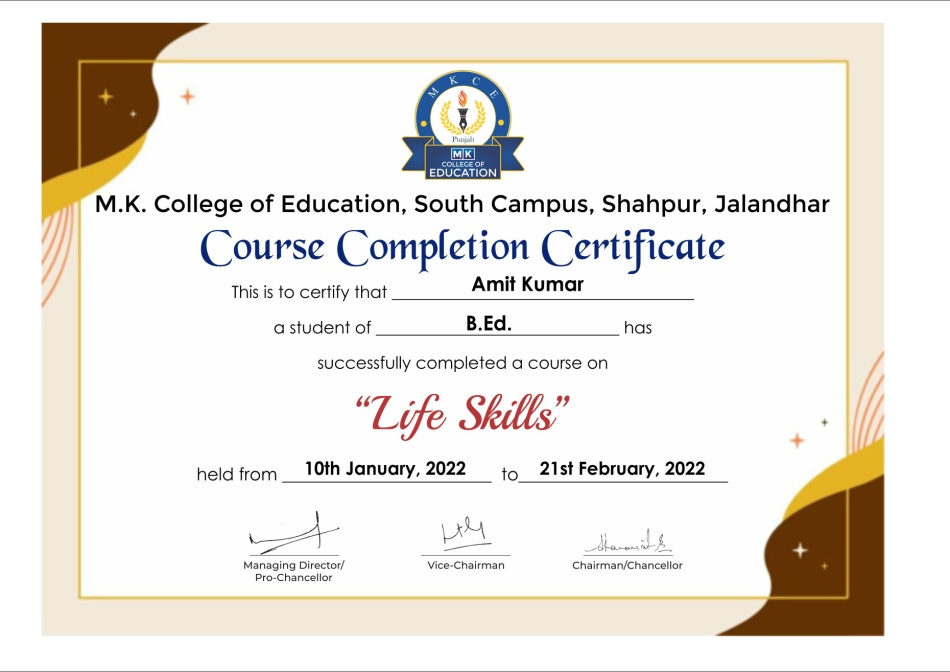 M K C E
Punjab
MK
COLLEGE OF
EDUCATION
M.K. College of Education, South Campus, Shahpur, Jalandhar
Course Completion Certificate
This is to certify that Amit Kumar
a student of B.Ed. has
successfully completed a course on
“Life Skills”
held from 10th January, 2022 to 21st February, 2022
Managing Director/ Vice-Chairman Chairman/Chancellor
Pro-Chancellor